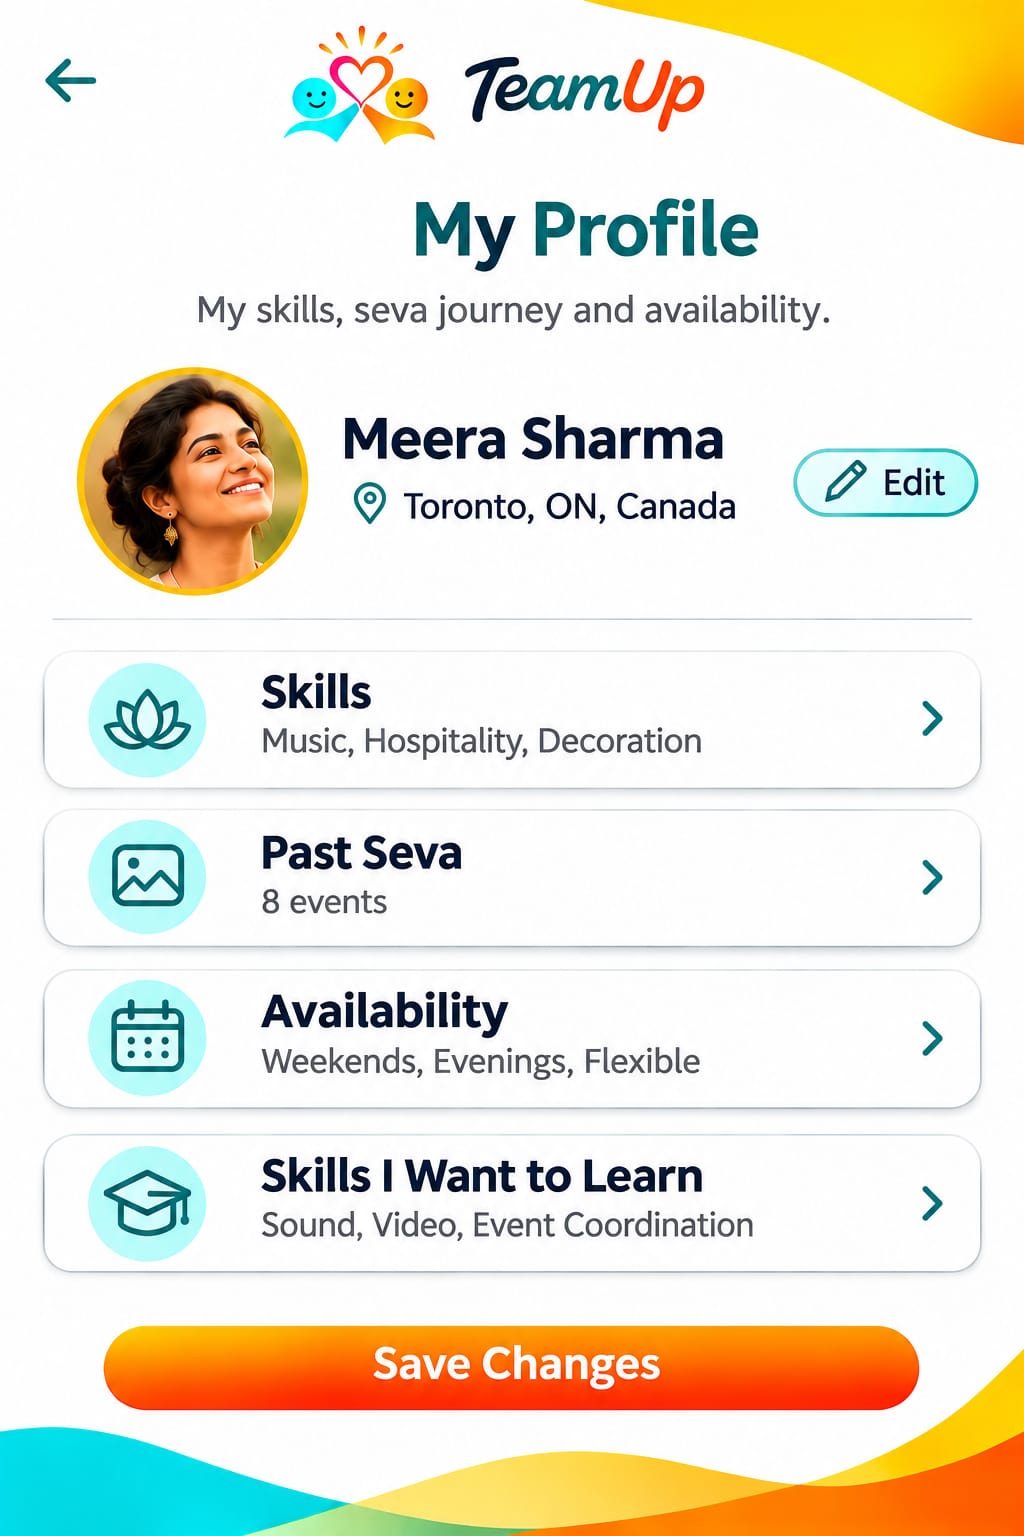 TeamUp
My Profile
My skills, seva journey and availability.
Meera Sharma
Toronto, ON, Canada
Edit
Skills
Music, Hospitality, Decoration
Past Seva
8 events
Availability
Weekends, Evenings, Flexible
Skills I Want to Learn
Sound, Video, Event Coordination
Save Changes